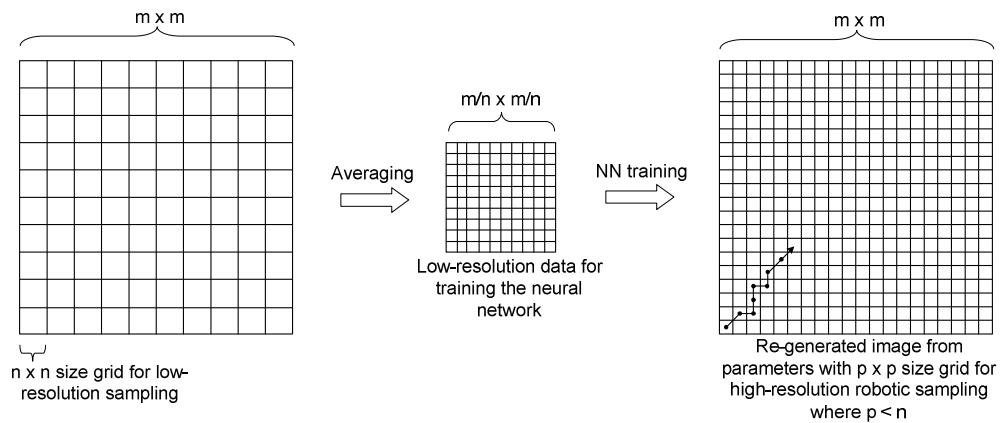 m x m
n x n size grid for low-
resolution sampling
Averaging
m/n x m/n
Low-resolution data for
training the neural
network
NN training
m x m
Re-generated image from
parameters with p x p size grid for
high-resolution robotic sampling
where p < n